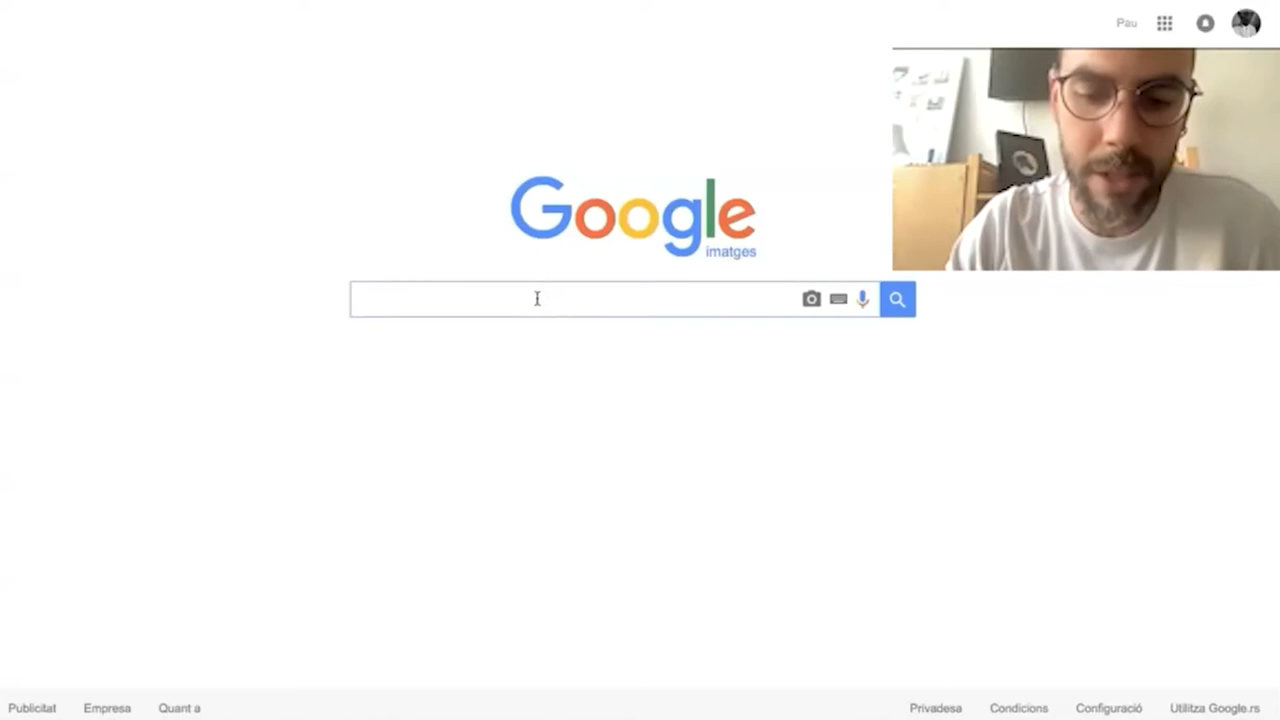 Pau
Google
imatges
Publicitat Empresa Quant a Privadesa Condicions Configuració Utilitza Google.rs